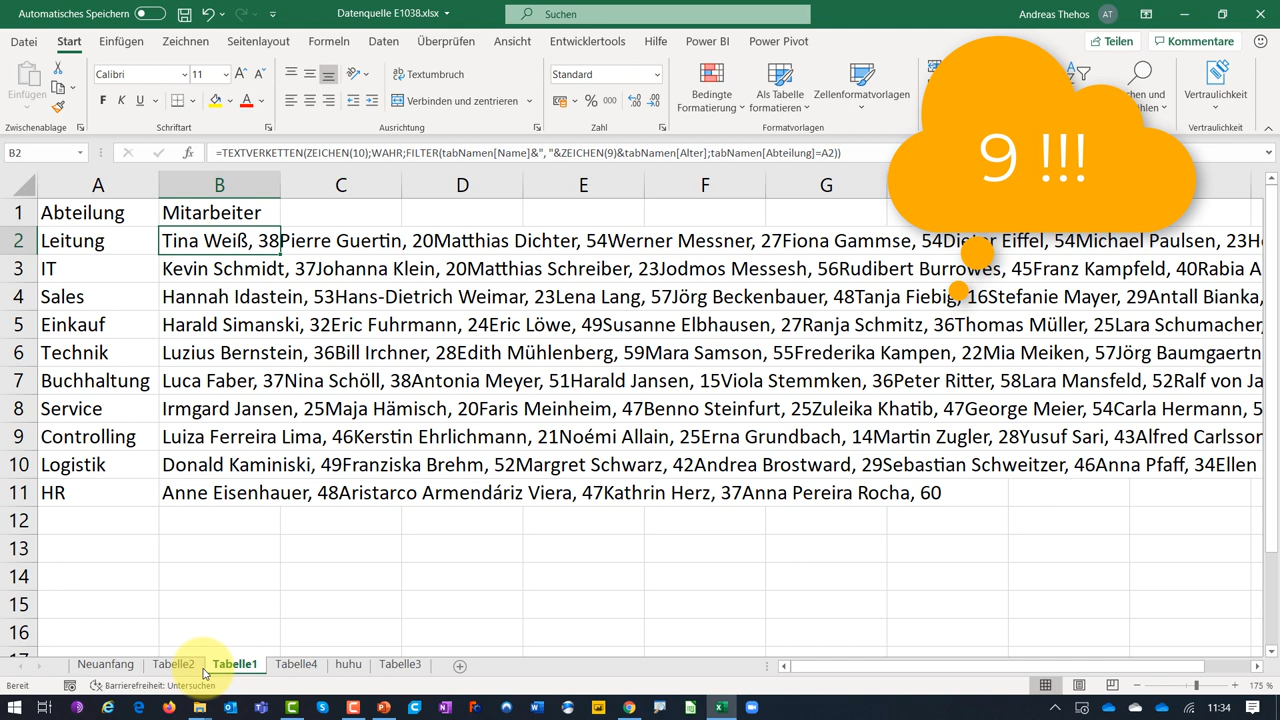 Automatisches Speichern
Datenquelle E1038.xlsx
Suchen
Andreas Thehos
AT
Datei Start Einfügen Zeichnen Seitenlayout Formeln Daten Überprüfen Ansicht Entwicklertools Hilfe Power BI Power Pivot
Teilen
Kommentare
Einfügen
Zwischenablage
Calibri
11
F K U
Schriftart
Textumbruch
Verbinden und zentrieren
Ausrichtung
Standard
Zahl
Bedingte Formatierung
Als Tabelle formatieren
Zellenformatvorlagen
Formatvorlagen
Vertraulichkeit
Vertraulichkeit
9 !!!
B2
=TEXTVERKETTEN(ZEICHEN(10);WAHR;FILTER(tabNamen[Name]&", "&ZEICHEN(9)&tabNamen[Alter];tabNamen[Abteilung]=A2))
A B C D E F G
1 Abteilung Mitarbeiter
2 Leitung Tina Weiß, 38Pierre Guertin, 20Matthias Dichter, 54Werner Messner, 27Fiona Gammse, 54Dieter Eiffel, 54Michael Paulsen, 23
3 IT Kevin Schmidt, 37Johanna Klein, 20Matthias Schreiber, 23Jodmos Messesh, 56Rudibert Burrowes, 45Franz Kampfeld, 40Rabia A
4 Sales Hannah Idastein, 53Hans-Dietrich Weimar, 23Lena Lang, 57Jörg Beckenbauer, 48Tanja Fiebig, 16Stefanie Mayer, 29Antall Bianka,
5 Einkauf Harald Simanski, 32Eric Fuhrmann, 24Eric Löwe, 49Susanne Elbhausen, 27Ranja Schmitz, 36Thomas Müller, 25Lara Schumacher,
6 Technik Luzius Bernstein, 36Bill Irchner, 28Edith Mühlenberg, 59Mara Samson, 55Frederika Kampen, 22Mia Meiken, 57Jörg Baumgaertn
7 Buchhaltung Luca Faber, 37Nina Schöll, 38Antonia Meyer, 51Harald Jansen, 15Viola Stemmken, 36Peter Ritter, 58Lara Mansfeld, 52Ralf von Ja
8 Service Irmgard Jansen, 25Maja Hämisch, 20Faris Meinheim, 47Benno Steinfurt, 25Zuleika Khatib, 47George Meier, 54Carla Hermann, 5
9 Controlling Luiza Ferreira Lima, 46Kerstin Ehrlichmann, 21Noémi Allain, 25Erna Grundbach, 14Martin Zugler, 28Yusuf Sari, 43Alfred Carlsson
10 Logistik Donald Kaminiski, 49Franziska Brehm, 52Margret Schwarz, 42Andrea Brostward, 29Sebastian Schweitzer, 46Anna Pfaff, 34Ellen
11 HR Anne Eisenhauer, 48Aristarco Armendáriz Viera, 47Kathrin Herz, 37Anna Pereira Rocha, 60
12
13
14
15
16
Neuanfang Tabelle2 Tabelle1 Tabelle4 huhu Tabelle3
Bereit
Barrierefreiheit: Untersuchen
175 %
11:34